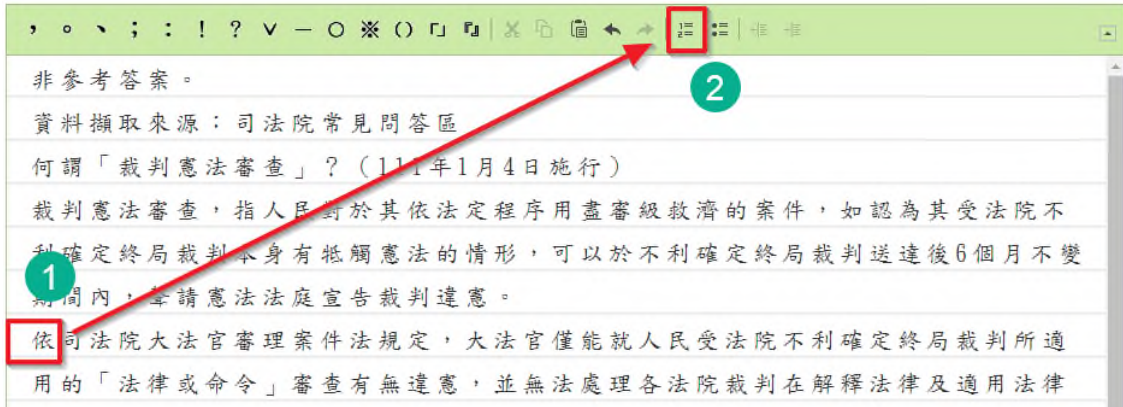 ， 。 、 ； ： ！ ？ ∨ － ○ ※ () 「」 『』
非參考答案。
資料擷取來源：司法院常見問答區
何謂「裁判憲法審查」？（111年1月4日施行）
裁判憲法審查，指人民對於其依法定程序用盡審級救濟的案件，如認為其受法院不
利確定終局裁判本身有牴觸憲法的情形，可以於不利確定終局裁判送達後6個月不變
期間內，聲請憲法法庭宣告裁判違憲。
依司法院大法官審理案件法規定，大法官僅能就人民受法院不利確定終局裁判所適
用的「法律或命令」審查有無違憲，並無法處理各法院裁判在解釋法律及適用法律
1
2